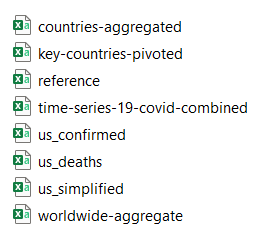 countries-aggregated
key-countries-pivoted
reference
time-series-19-covid-combined
us_confirmed
us_deaths
us_simplified
worldwide-aggregate